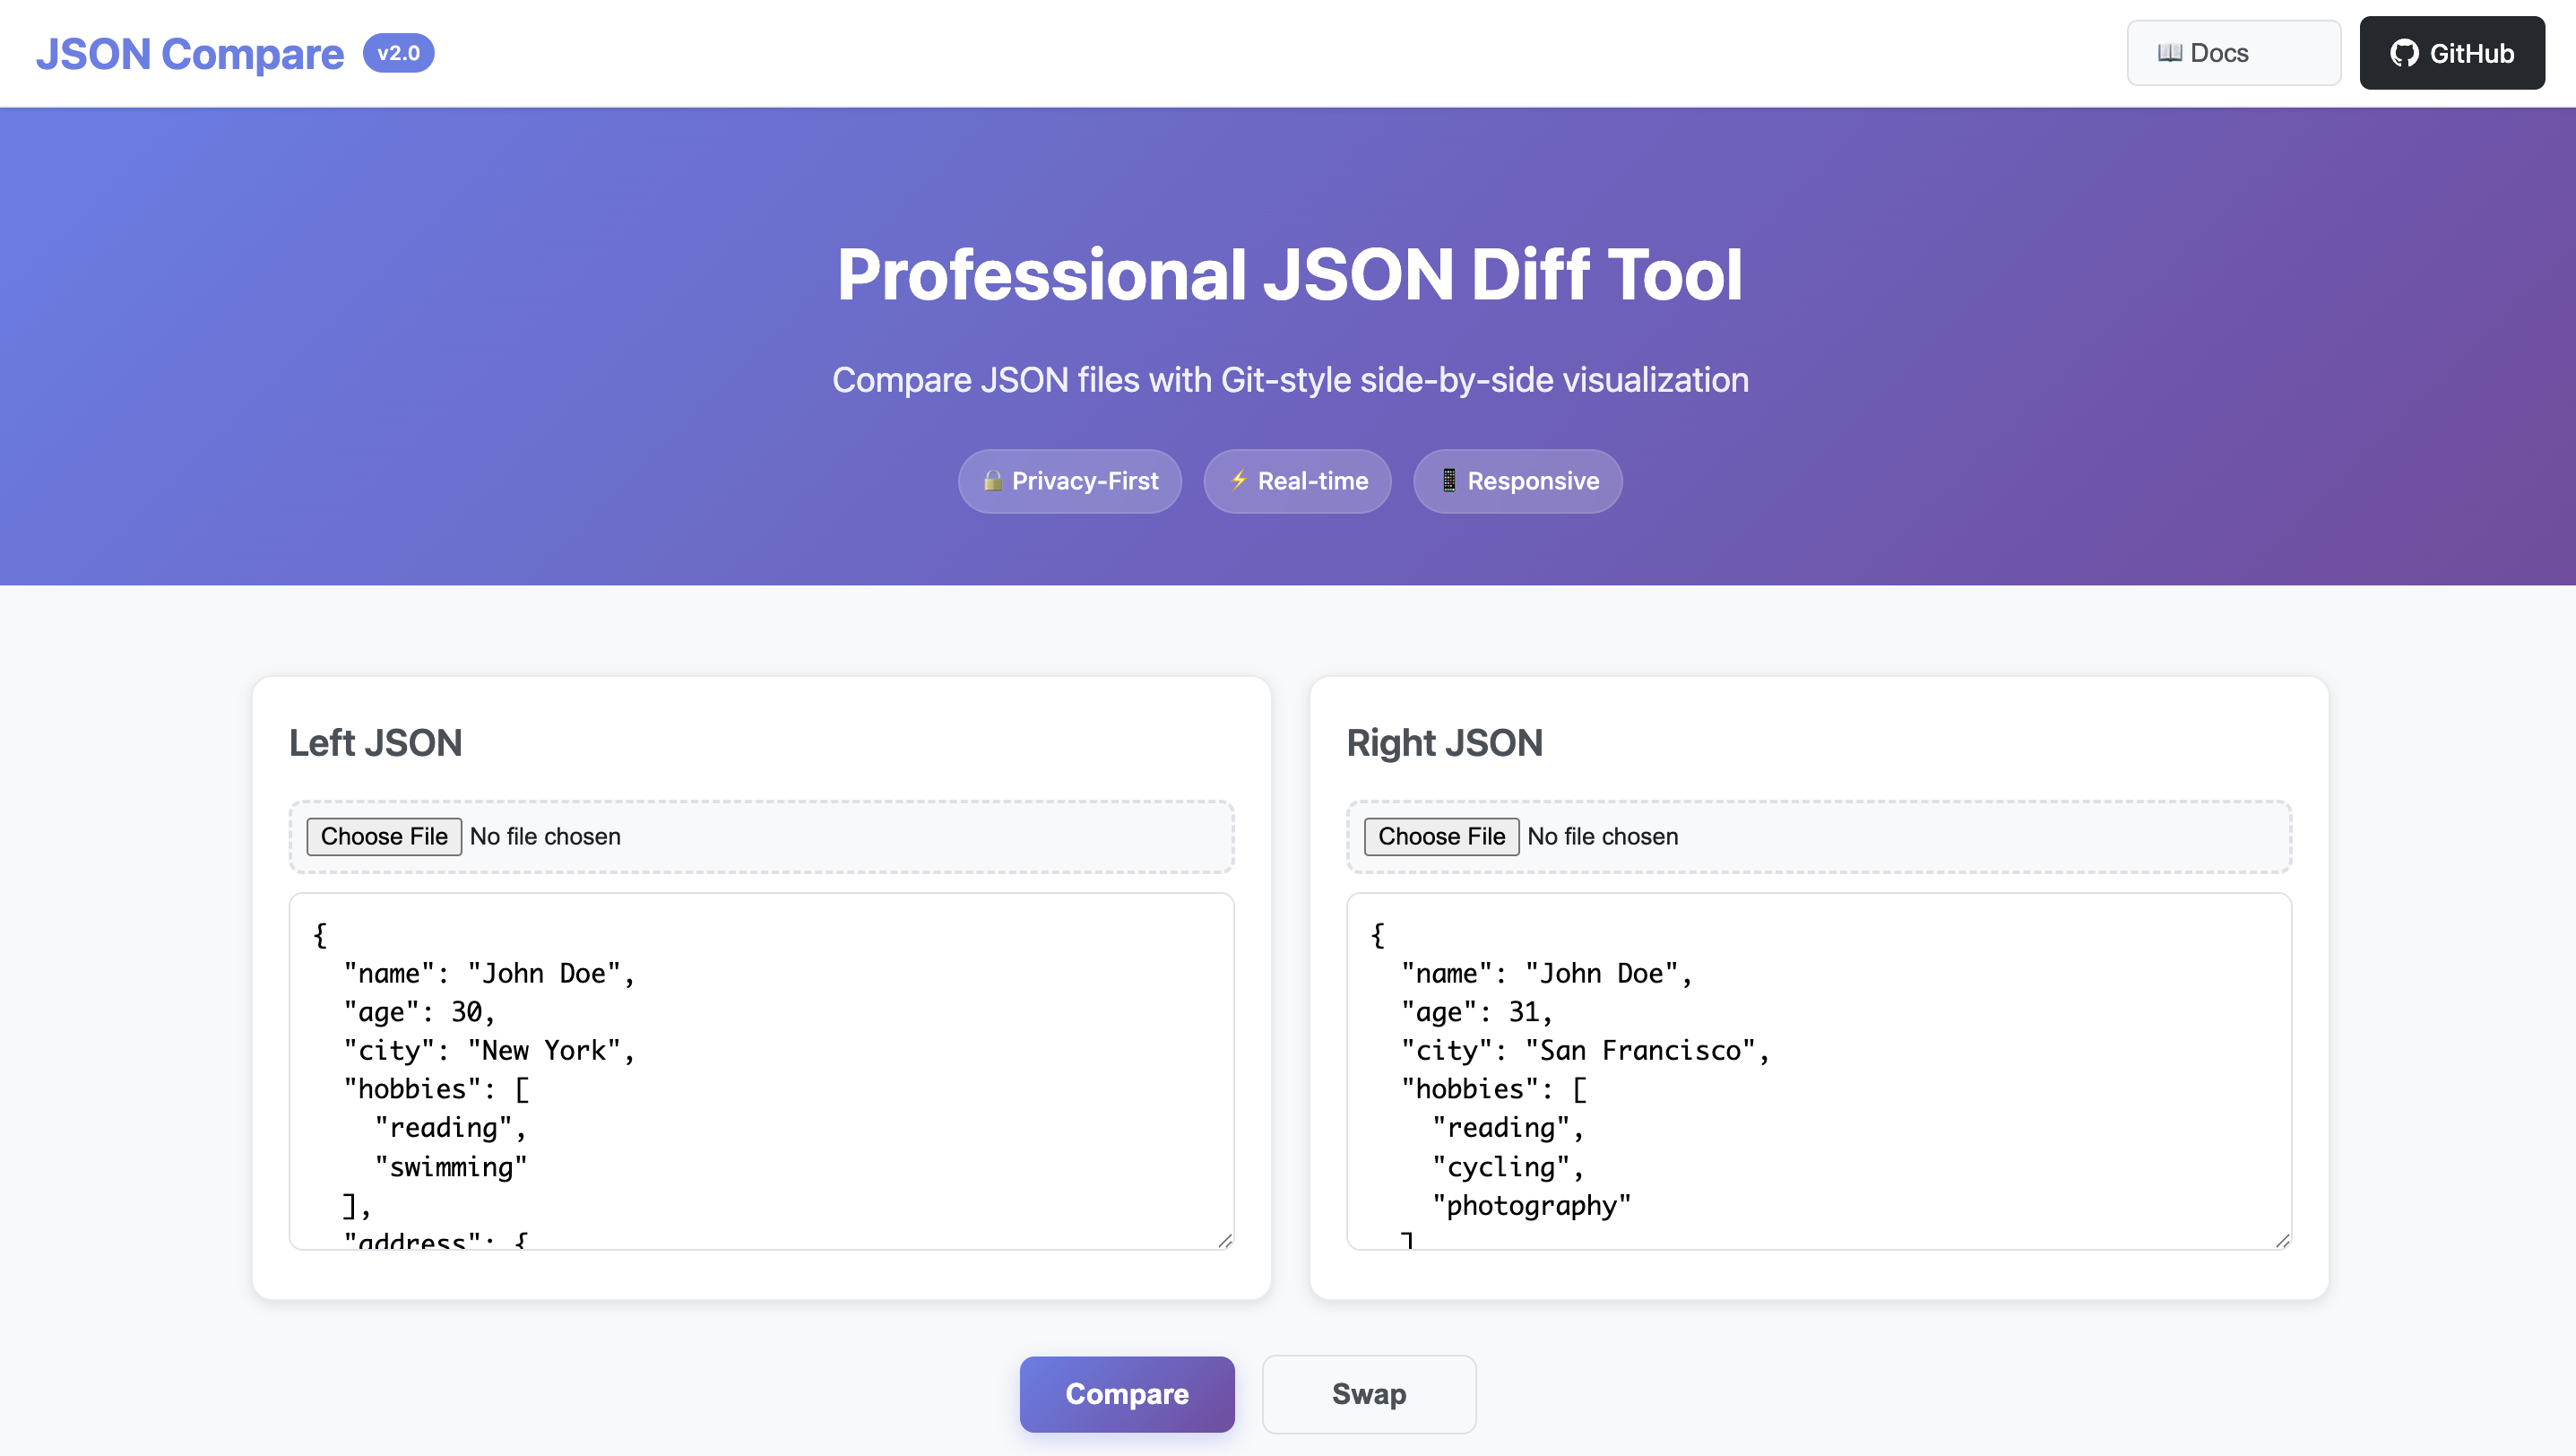 JSON Compare v2.0
📖 Docs
GitHub
Professional JSON Diff Tool
Compare JSON files with Git-style side-by-side visualization
🔒 Privacy-First
⚡ Real-time
📱 Responsive
Left JSON
Choose File No file chosen
{
  "name": "John Doe",
  "age": 30,
  "city": "New York",
  "hobbies": [
    "reading",
    "swimming"
  ],
  "address": {
Right JSON
Choose File No file chosen
{
  "name": "John Doe",
  "age": 31,
  "city": "San Francisco",
  "hobbies": [
    "reading",
    "cycling",
    "photography"
  ]
Compare
Swap